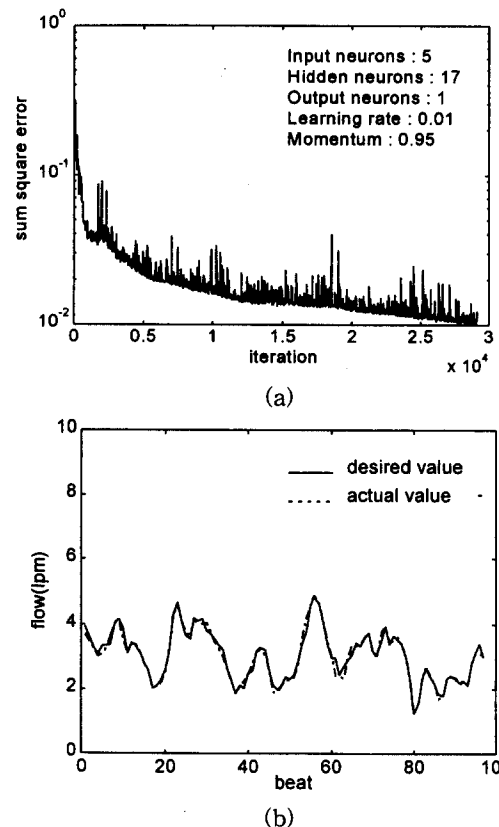 10^0
10^-1
10^-2
sum square error
Input neurons : 5
Hidden neurons : 17
Output neurons : 1
Learning rate : 0.01
Momentum : 0.95
0 0.5 1 1.5 2 2.5 3
iteration
x 10^4
(a)
10
8
6
4
2
0
flow(lpm)
desired value
actual value
0 20 40 60 80 100
beat
(b)